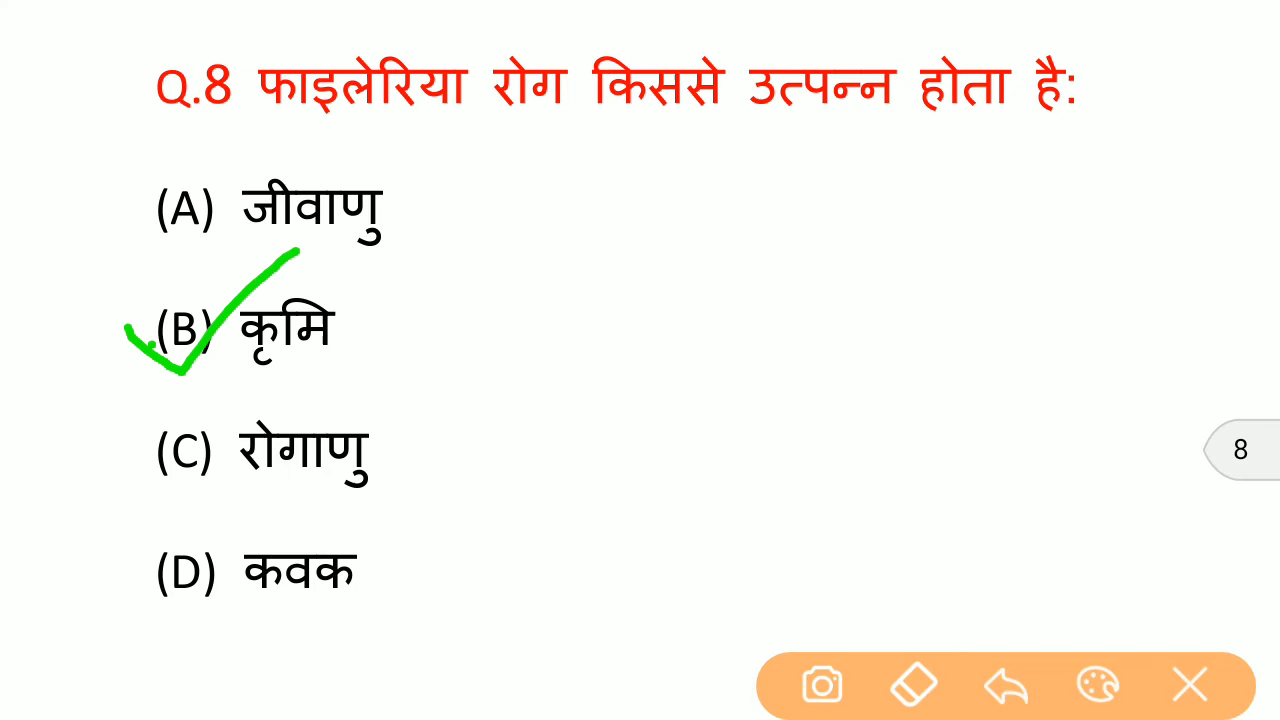 Q.8 फाइलेरिया रोग किससे उत्पन्न होता है:
(A) जीवाणु
(B) कृमि
(C) रोगाणु
8
(D) कवक